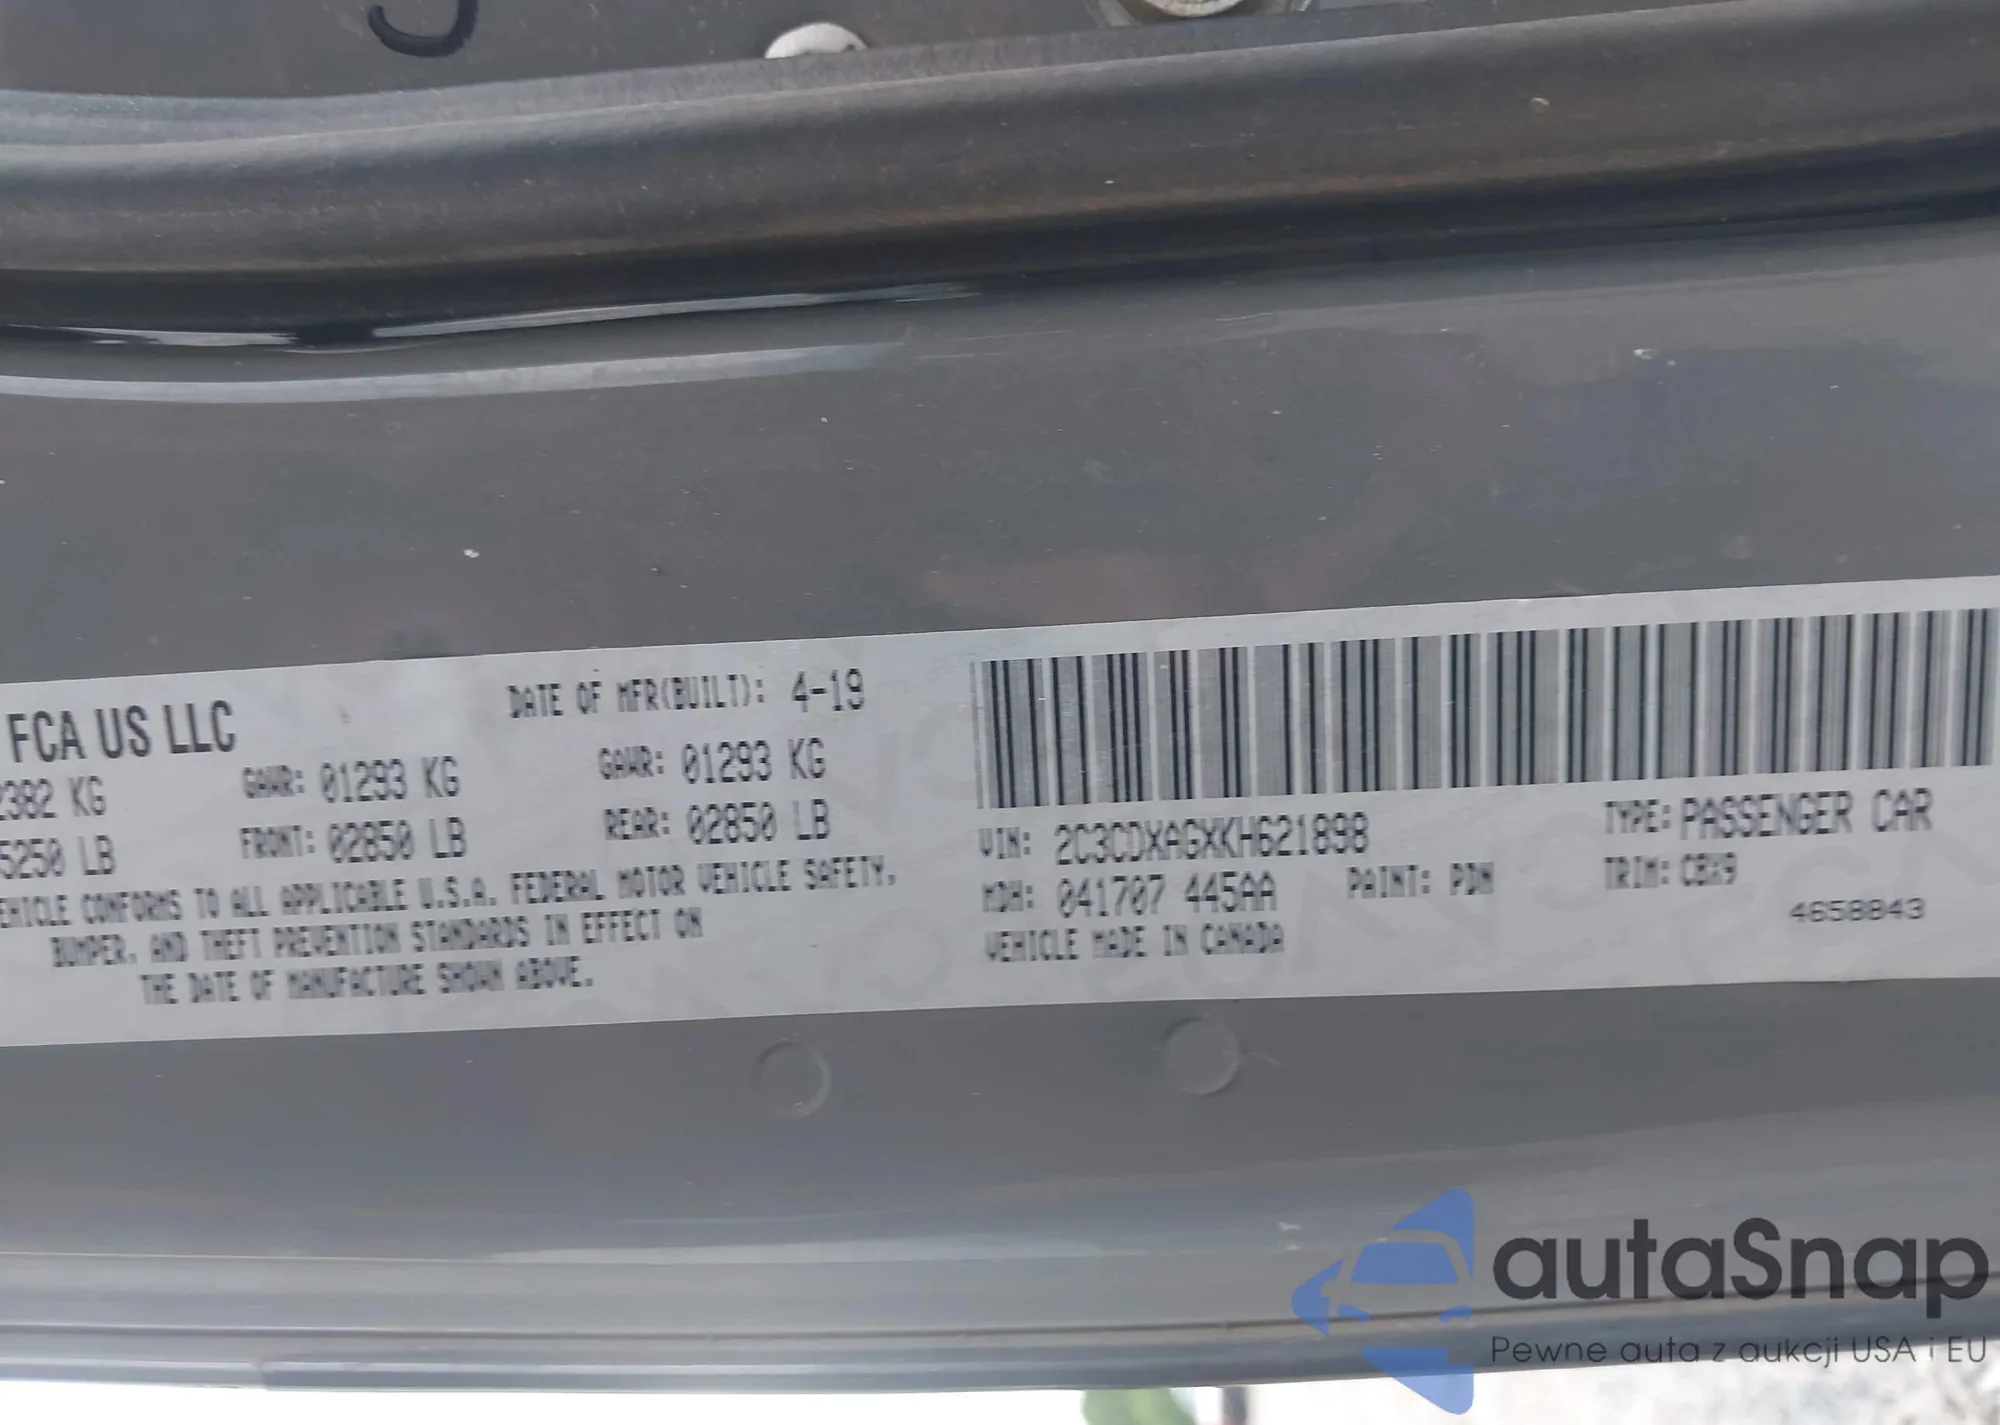 FCA US LLC
DATE OF MFR(BUILT): 4-19
2382 KG GAWR: 01293 KG GAWR: 01293 KG
5250 LB FRONT: 02850 LB REAR: 02850 LB
VEHICLE CONFORMS TO ALL APPLICABLE U.S.A. FEDERAL MOTOR VEHICLE SAFETY,
BUMPER, AND THEFT PREVENTION STANDARDS IN EFFECT ON
THE DATE OF MANUFACTURE SHOWN ABOVE.
VIN: 2C3CDXAGXKH621898 TYPE: PASSENGER CAR
MDH: 041707 445AA PAINT: PDN TRIM: CBX9
VEHICLE MADE IN CANADA 4658843
autaSnap
Pewne auta z aukcji USA i EU